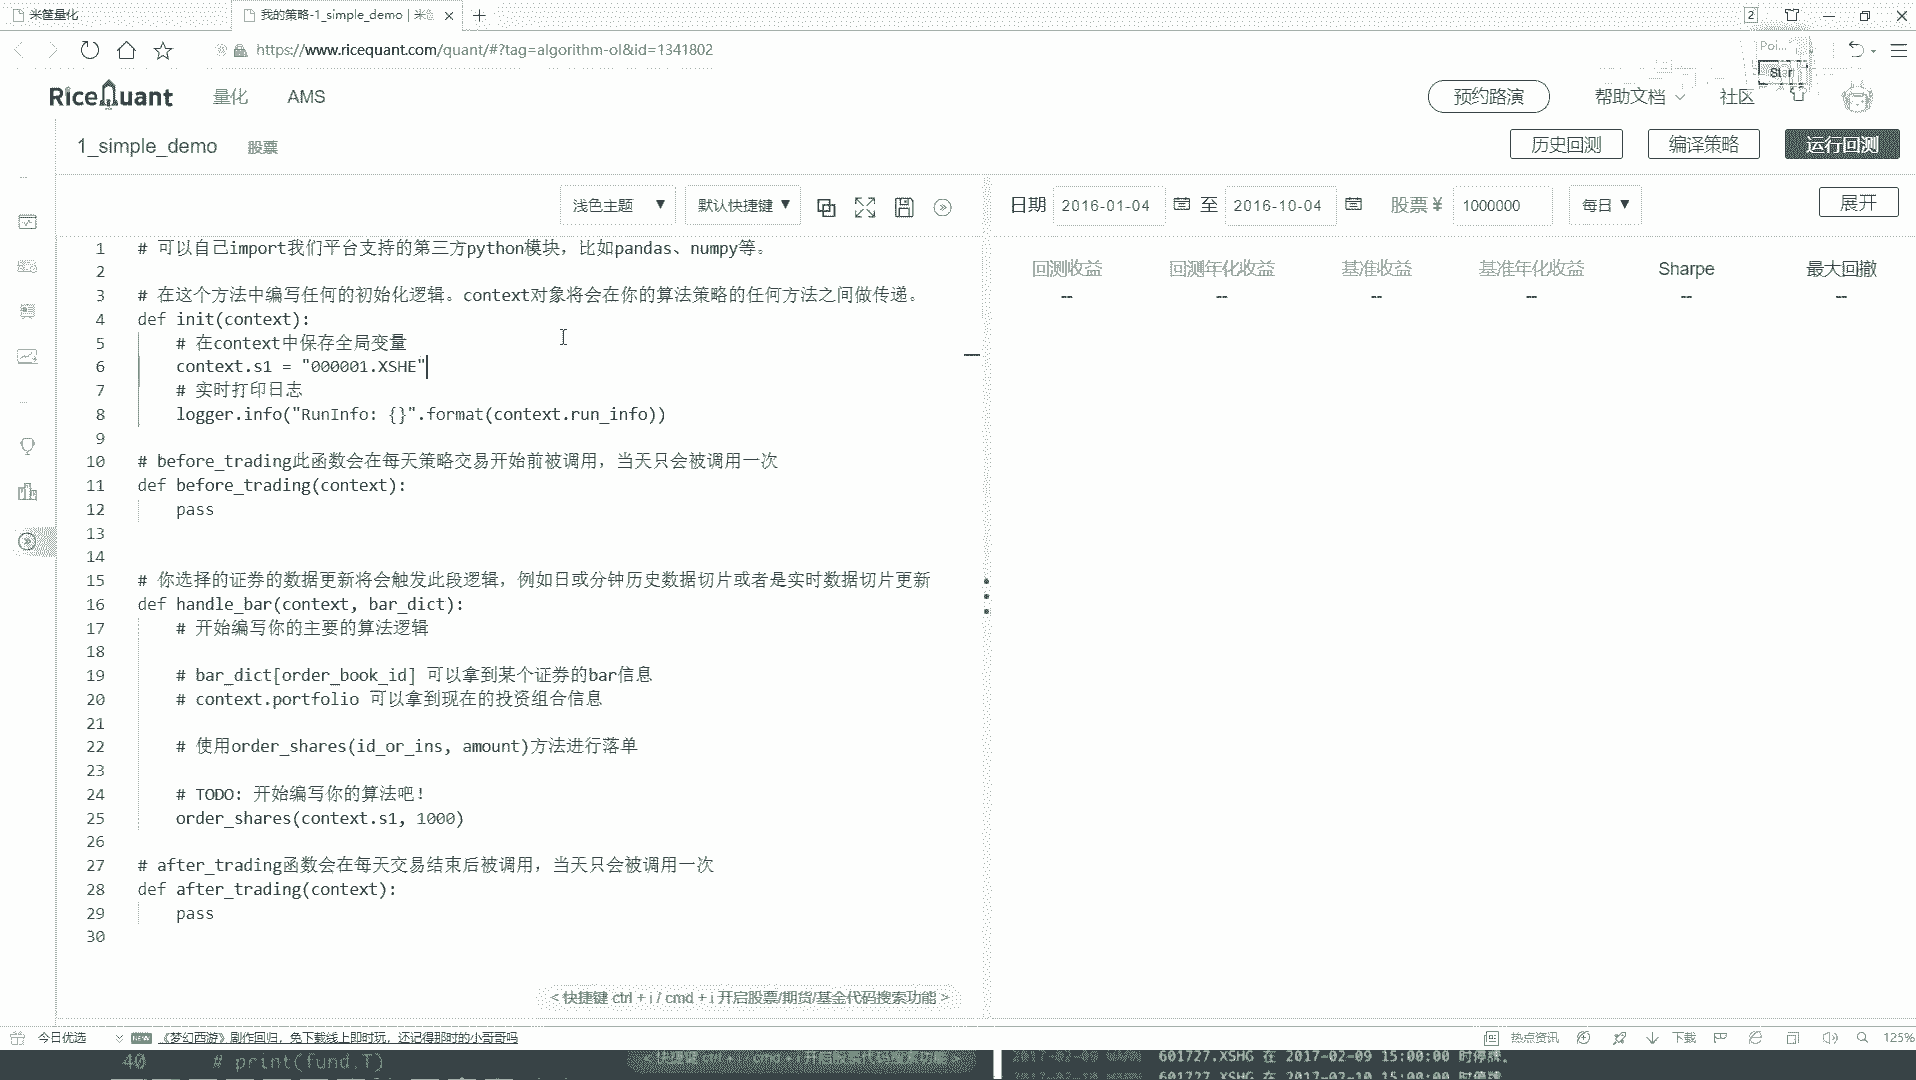 米筐量化
我的策略-1_simple_demo | 米
2
https://www.ricequant.com/quant/#?tag=algorithm-ol&id=1341802
Poi...
Star
RiceQuant
量化
AMS
预约路演
帮助文档
社区
1_simple_demo
股票
历史回测
编译策略
运行回测
浅色主题
默认快捷键
日期 2016-01-04 至 2016-10-04 股票 ¥ 1000000 每日
展开
回测收益 回测年化收益 基准收益 基准年化收益 Sharpe 最大回撤
-- -- -- -- -- --
1 # 可以自己import我们平台支持的第三方python模块，比如pandas、numpy等。
2
3 # 在这个方法中编写任何的初始化逻辑。context对象将会在你的算法策略的任何方法之间做传递。
4 def init(context):
5 # 在context中保存全局变量
6 context.s1 = "000001.XSHE"
7 # 实时打印日志
8 logger.info("RunInfo: {}".format(context.run_info))
9
10 # before_trading此函数会在每天策略交易开始前被调用，当天只会被调用一次
11 def before_trading(context):
12 pass
13
14
15 # 你选择的证券的数据更新将会触发此段逻辑，例如日或分钟历史数据切片或者是实时数据切片更新
16 def handle_bar(context, bar_dict):
17 # 开始编写你的主要的算法逻辑
18
19 # bar_dict[order_book_id] 可以拿到某个证券的bar信息
20 # context.portfolio 可以拿到现在的投资组合信息
21
22 # 使用order_shares(id_or_ins, amount)方法进行落单
23
24 # TODO: 开始编写你的算法吧！
25 order_shares(context.s1, 1000)
26
27 # after_trading函数会在每天交易结束后被调用，当天只会被调用一次
28 def after_trading(context):
29 pass
30
< 快捷键 ctrl + i / cmd + i 开启股票/期货/基金代码搜索功能 >
今日优选
NEW
《梦幻西游》剧作回归，免下载线上即时玩，还记得那时的小哥哥吗
热点资讯
下载
125%
40 # print(fund.T)
2017-02-09 WARN 601727.XSHG 在 2017-02-09 15:00:00 时停牌。
2017-02-10 WARN 601727.XSHG 在 2017-02-10 15:00:00 时停牌。